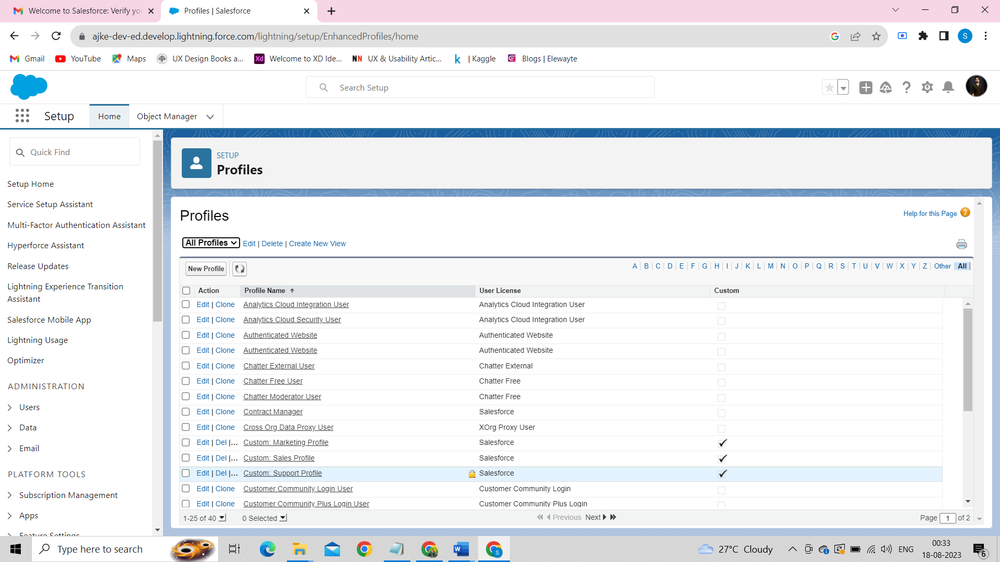 Welcome to Salesforce: Verify you
Profiles | Salesforce
ajke-dev-ed.develop.lightning.force.com/lightning/setup/EnhancedProfiles/home
S
Gmail YouTube Maps UX Design Books a... Xd Welcome to XD Ide... NN UX & Usability Artic... k | Kaggle Blogs | Elewayte
Search Setup
Setup Home Object Manager
Quick Find
Setup Home
Service Setup Assistant
Multi-Factor Authentication Assistant
Hyperforce Assistant
Release Updates
Lightning Experience Transition
Assistant
Salesforce Mobile App
Lightning Usage
Optimizer
ADMINISTRATION
Users
Data
Email
PLATFORM TOOLS
Subscription Management
Apps
Feature Settings
SETUP
Profiles
Profiles
Help for this Page ?
All Profiles Edit | Delete | Create New View
New Profile
A | B | C | D | E | F | G | H | I | J | K | L | M | N | O | P | Q | R | S | T | U | V | W | X | Y | Z | Other | All |
Action Profile Name User License Custom
Edit | Clone Analytics Cloud Integration User Analytics Cloud Integration User
Edit | Clone Analytics Cloud Security User Analytics Cloud Integration User
Edit | Clone Authenticated Website Authenticated Website
Edit | Clone Authenticated Website Authenticated Website
Edit | Clone Chatter External User Chatter External
Edit | Clone Chatter Free User Chatter Free
Edit | Clone Chatter Moderator User Chatter Free
Edit | Clone Contract Manager Salesforce
Edit | Clone Cross Org Data Proxy User XOrg Proxy User
Edit | Del |... Custom: Marketing Profile Salesforce
Edit | Del |... Custom: Sales Profile Salesforce
Edit | Del |... Custom: Support Profile Salesforce
Edit | Clone Customer Community Login User Customer Community Login
Edit | Clone Customer Community Plus Login User Customer Community Plus Login
1-25 of 40 0 Selected Previous Next Page 1 of 2
Type here to search
27°C Cloudy
ENG
00:33
18-08-2023
6